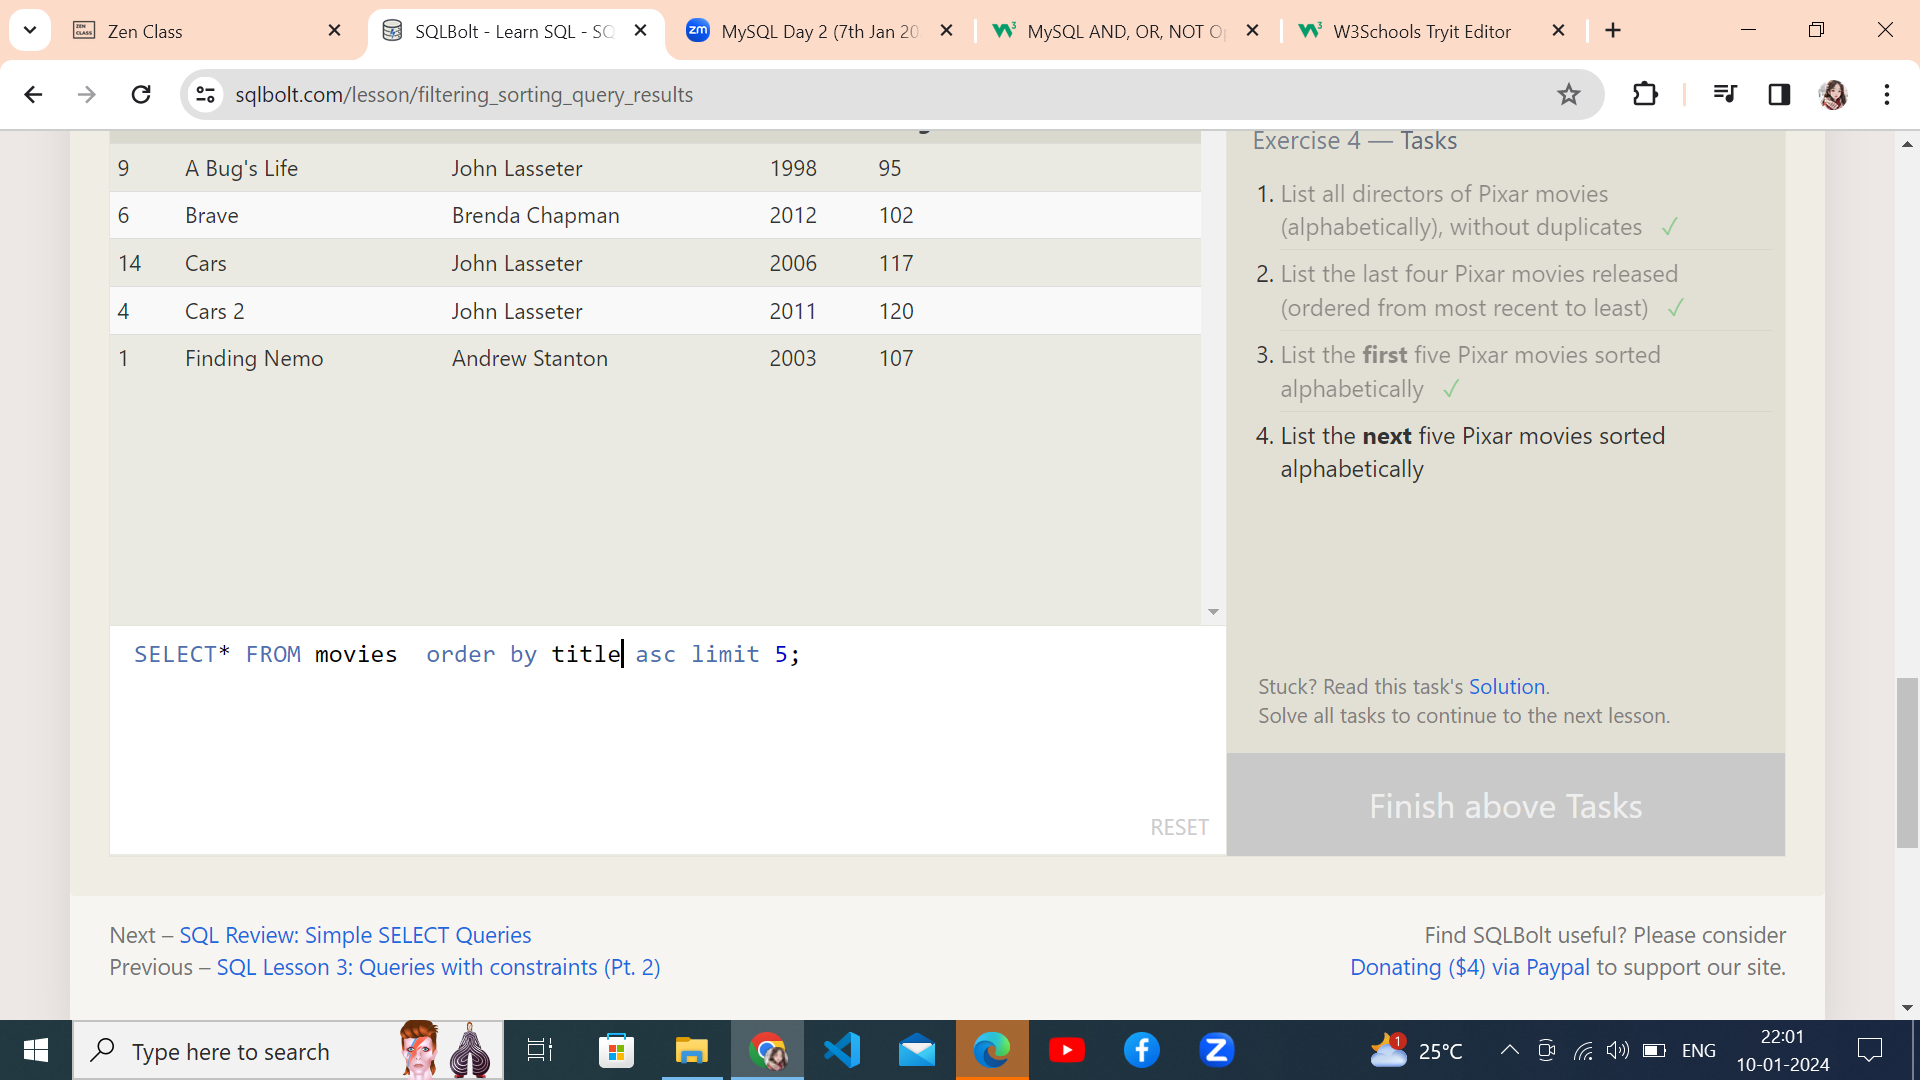 Zen Class
SQLBolt - Learn SQL - SQ
MySQL Day 2 (7th Jan 20
MySQL AND, OR, NOT Op
W3Schools Tryit Editor
sqlbolt.com/lesson/filtering_sorting_query_results
9 A Bug's Life John Lasseter 1998 95
6 Brave Brenda Chapman 2012 102
14 Cars John Lasseter 2006 117
4 Cars 2 John Lasseter 2011 120
1 Finding Nemo Andrew Stanton 2003 107
Exercise 4 — Tasks
1. List all directors of Pixar movies
(alphabetically), without duplicates ✓
2. List the last four Pixar movies released
(ordered from most recent to least) ✓
3. List the first five Pixar movies sorted
alphabetically ✓
4. List the next five Pixar movies sorted
alphabetically
SELECT* FROM movies  order by title asc limit 5;
RESET
Stuck? Read this task's Solution.
Solve all tasks to continue to the next lesson.
Finish above Tasks
Next – SQL Review: Simple SELECT Queries
Previous – SQL Lesson 3: Queries with constraints (Pt. 2)
Find SQLBolt useful? Please consider
Donating ($4) via Paypal to support our site.
Type here to search
1
25°C
ENG
22:01
10-01-2024